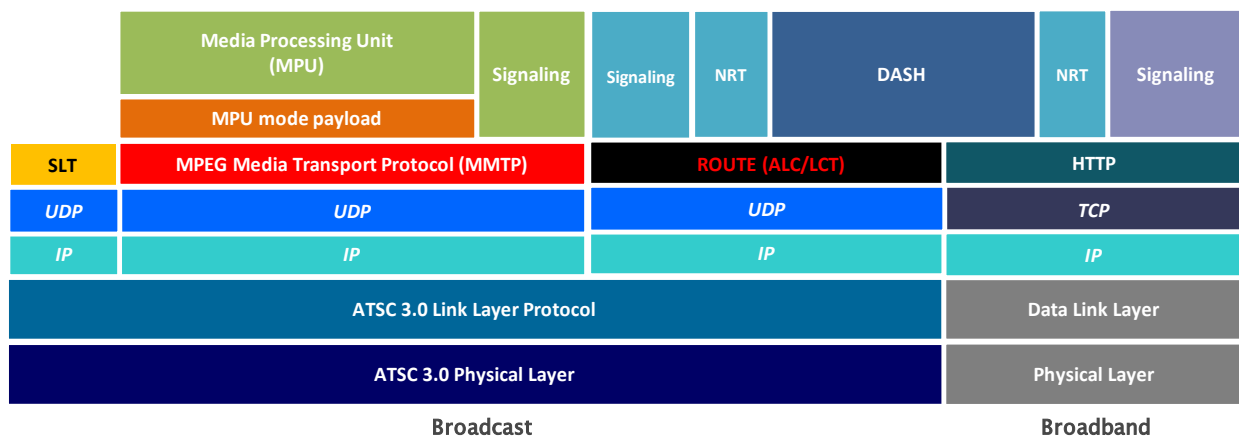 Media Processing Unit
(MPU)
Signaling
Signaling
NRT
DASH
NRT
Signaling
MPU mode payload
SLT
MPEG Media Transport Protocol (MMTP)
ROUTE (ALC/LCT)
HTTP
UDP
UDP
UDP
TCP
IP
IP
IP
IP
ATSC 3.0 Link Layer Protocol
Data Link Layer
ATSC 3.0 Physical Layer
Physical Layer
Broadcast
Broadband